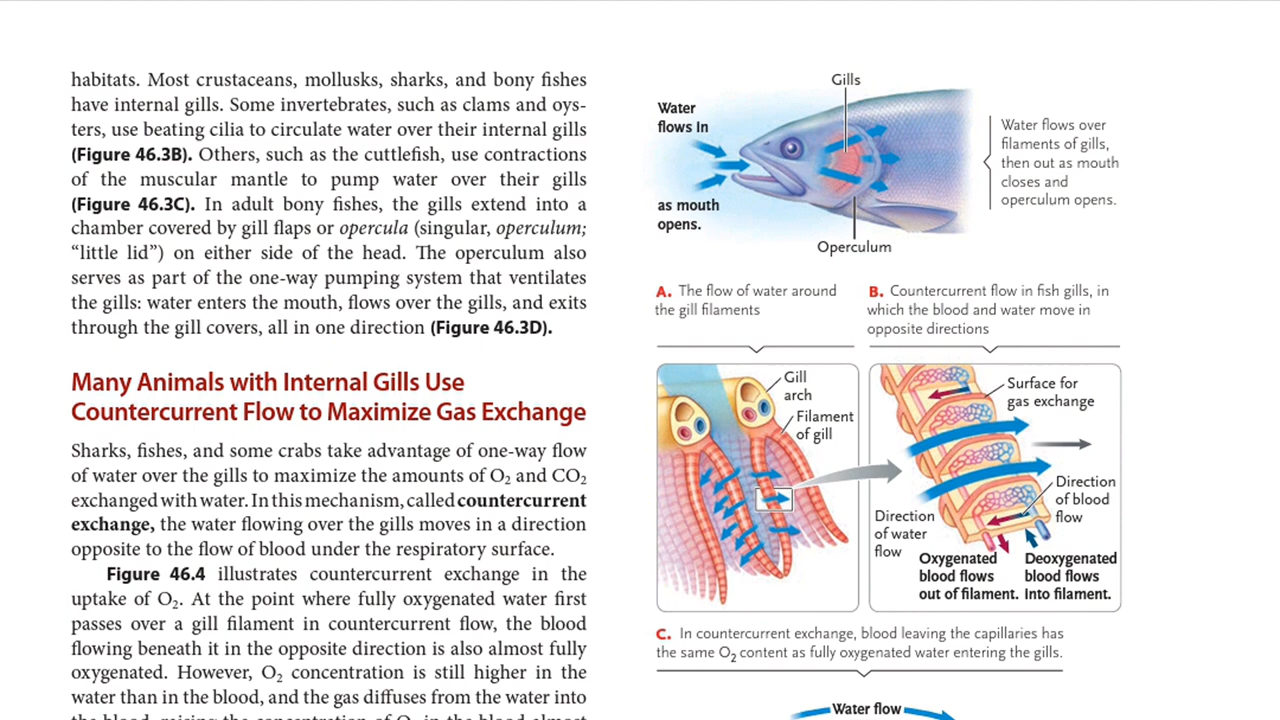 habitats. Most crustaceans, mollusks, sharks, and bony fishes
have internal gills. Some invertebrates, such as clams and oys-
ters, use beating cilia to circulate water over their internal gills
(Figure 46.3B). Others, such as the cuttlefish, use contractions
of the muscular mantle to pump water over their gills
(Figure 46.3C). In adult bony fishes, the gills extend into a
chamber covered by gill flaps or opercula (singular, operculum;
“little lid”) on either side of the head. The operculum also
serves as part of the one-way pumping system that ventilates
the gills: water enters the mouth, flows over the gills, and exits
through the gill covers, all in one direction (Figure 46.3D).
Many Animals with Internal Gills Use
Countercurrent Flow to Maximize Gas Exchange
Sharks, fishes, and some crabs take advantage of one-way flow
of water over the gills to maximize the amounts of O₂ and CO₂
exchanged with water. In this mechanism, called countercurrent
exchange, the water flowing over the gills moves in a direction
opposite to the flow of blood under the respiratory surface.
Figure 46.4 illustrates countercurrent exchange in the
uptake of O₂. At the point where fully oxygenated water first
passes over a gill filament in countercurrent flow, the blood
flowing beneath it in the opposite direction is also almost fully
oxygenated. However, O₂ concentration is still higher in the
water than in the blood, and the gas diffuses from the water into
Gills
Water
flows in
as mouth
opens.
Operculum
Water flows over
filaments of gills,
then out as mouth
closes and
operculum opens.
A. The flow of water around
the gill filaments
B. Countercurrent flow in fish gills, in
which the blood and water move in
opposite directions
Gill
arch
Filament
of gill
Surface for
gas exchange
Direction
of blood
flow
Direction
of water
flow
Oxygenated
blood flows
out of filament.
Deoxygenated
blood flows
into filament.
C. In countercurrent exchange, blood leaving the capillaries has
the same O₂ content as fully oxygenated water entering the gills.
Water flow